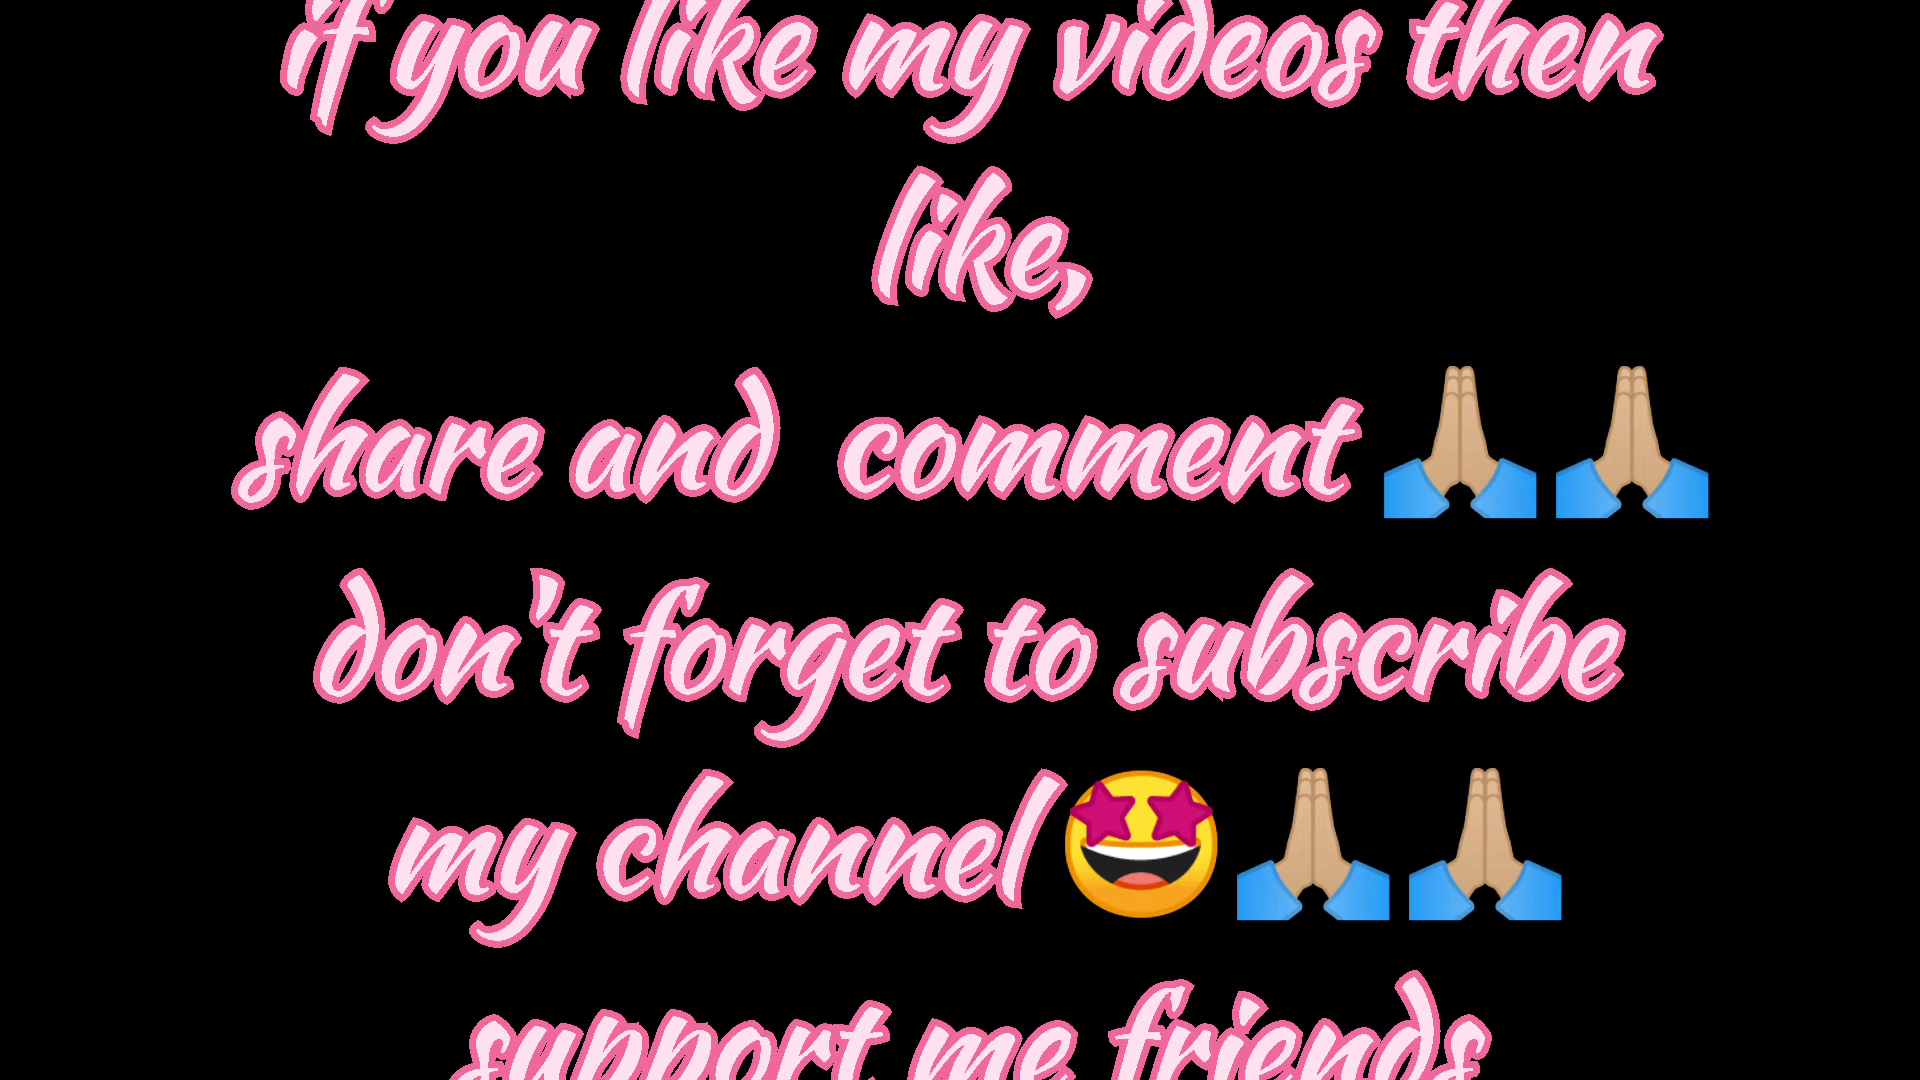 if you like my videos then
like,
share and comment 🙏🏼🙏🏼
don't forget to subscribe
my channel 🤩🙏🏼🙏🏼
support me friends